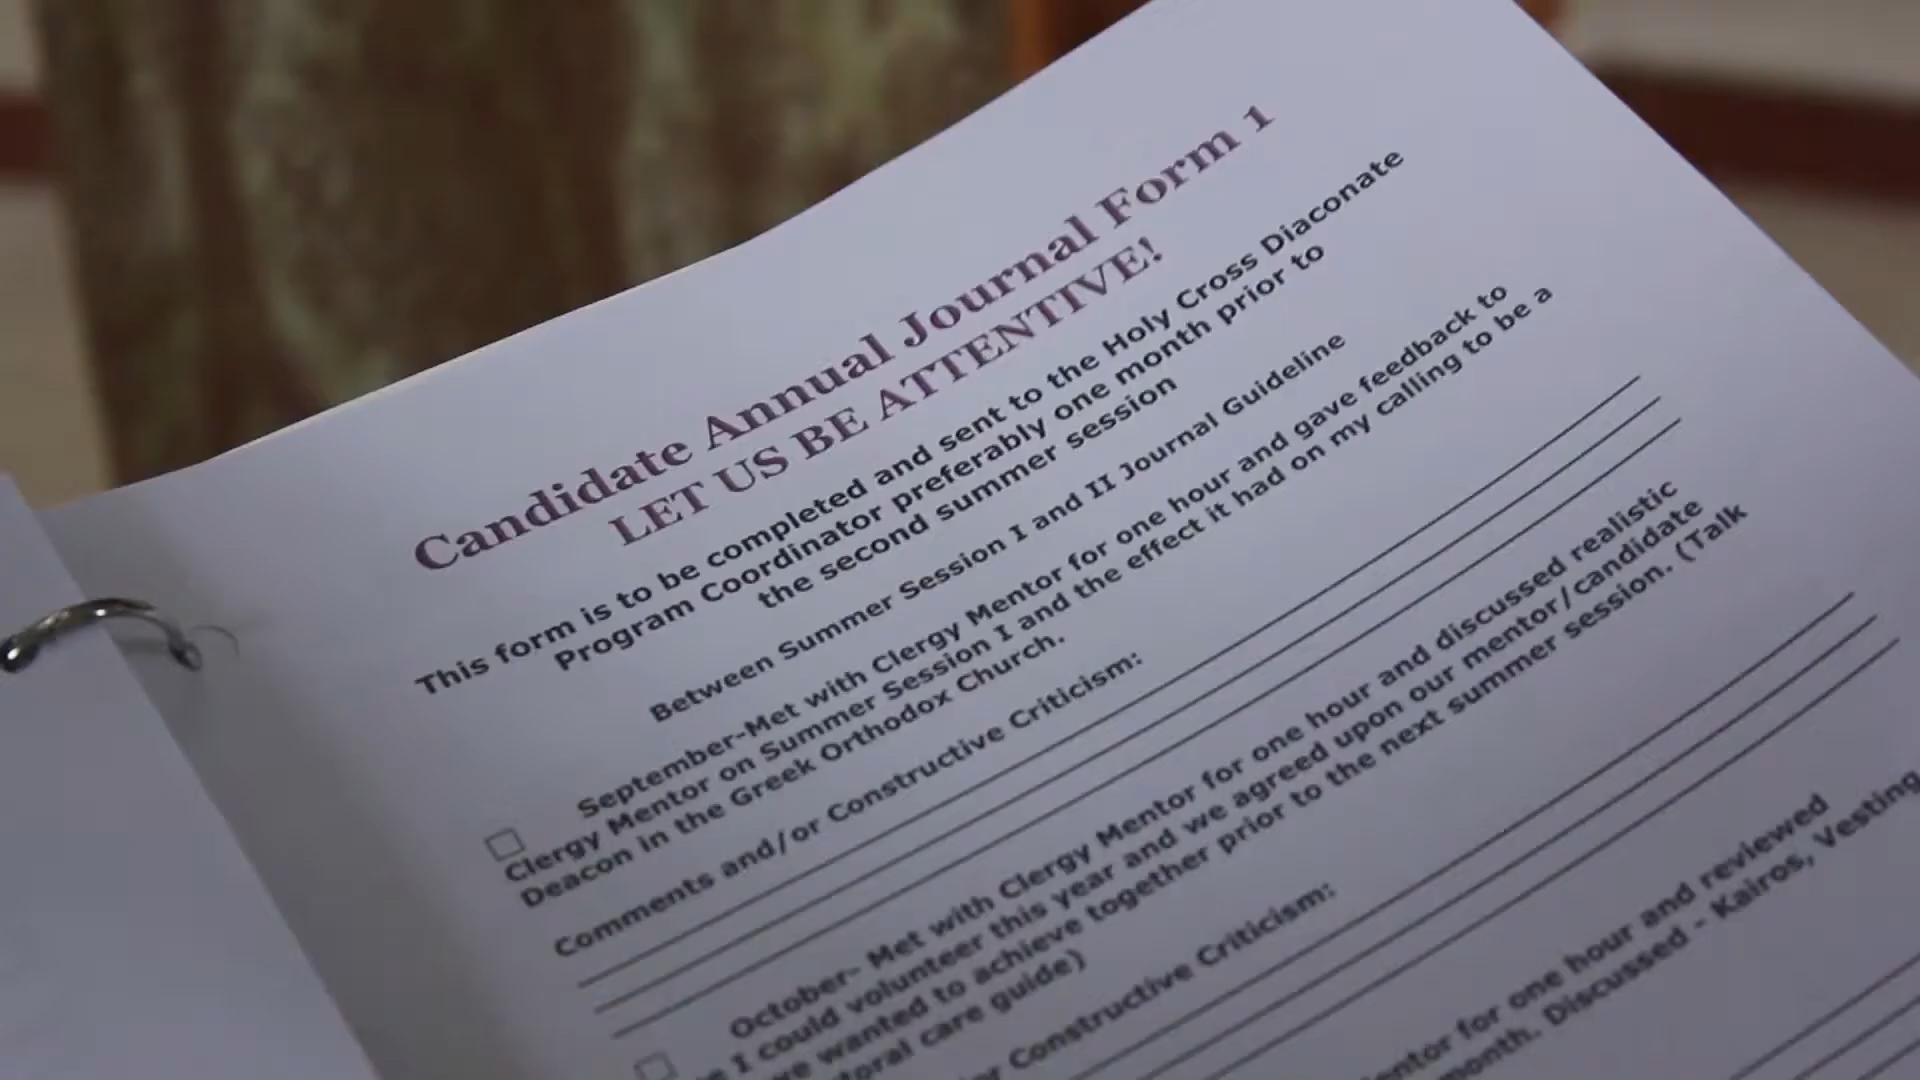 Candidate Annual Journal Form 1
LET US BE ATTENTIVE!
This form is to be completed and sent to the Holy Cross Diaconate
Program Coordinator preferably one month prior to
the second summer session
Between Summer Session I and II Journal Guideline
September-Met with Clergy Mentor for one hour and gave feedback to
Clergy Mentor on Summer Session I and the effect it had on my calling to be a
Deacon in the Greek Orthodox Church.
Comments and/or Constructive Criticism:
October- Met with Clergy Mentor for one hour and discussed realistic
I could volunteer this year and we agreed upon our mentor/candidate
we wanted to achieve together prior to the next summer session. (Talk
care guide)
Constructive Criticism:
for one hour and reviewed
month. Discussed - Kairos, Vesting